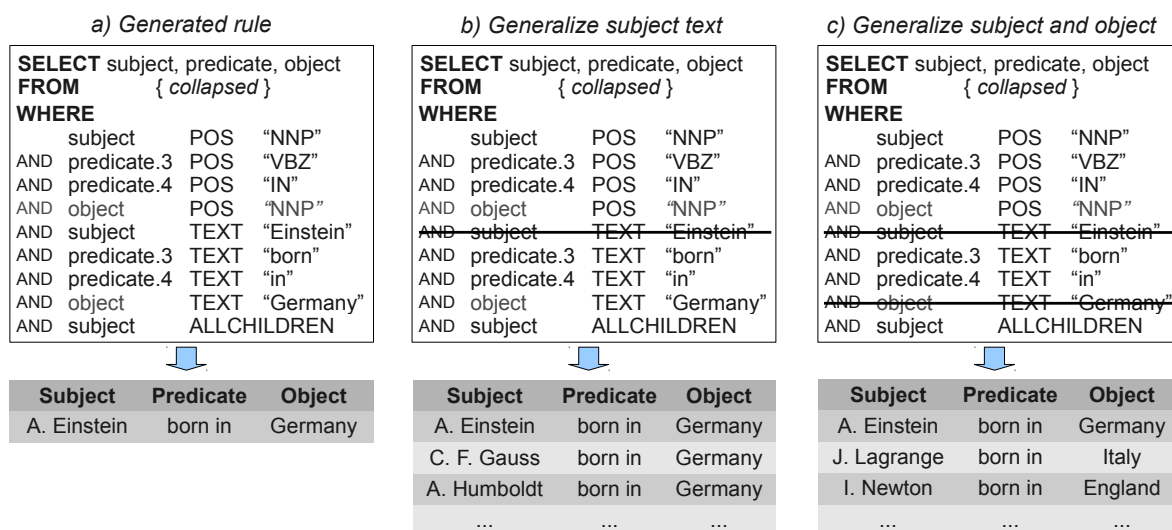 a) Generated rule
SELECT subject, predicate, object
FROM { collapsed }
WHERE
subject POS “NNP”
AND predicate.3 POS “VBZ”
AND predicate.4 POS “IN”
AND object POS “NNP”
AND subject TEXT “Einstein”
AND predicate.3 TEXT “born”
AND predicate.4 TEXT “in”
AND object TEXT “Germany”
AND subject ALLCHILDREN
Subject Predicate Object
A. Einstein born in Germany
b) Generalize subject text
SELECT subject, predicate, object
FROM { collapsed }
WHERE
subject POS “NNP”
AND predicate.3 POS “VBZ”
AND predicate.4 POS “IN”
AND object POS “NNP”
AND subject TEXT “Einstein”
AND predicate.3 TEXT “born”
AND predicate.4 TEXT “in”
AND object TEXT “Germany”
AND subject ALLCHILDREN
Subject Predicate Object
A. Einstein born in Germany
C. F. Gauss born in Germany
A. Humboldt born in Germany
... ... ...
c) Generalize subject and object
SELECT subject, predicate, object
FROM { collapsed }
WHERE
subject POS “NNP”
AND predicate.3 POS “VBZ”
AND predicate.4 POS “IN”
AND object POS “NNP”
AND subject TEXT “Einstein”
AND predicate.3 TEXT “born”
AND predicate.4 TEXT “in”
AND object TEXT “Germany”
AND subject ALLCHILDREN
Subject Predicate Object
A. Einstein born in Germany
J. Lagrange born in Italy
I. Newton born in England
... ... ...